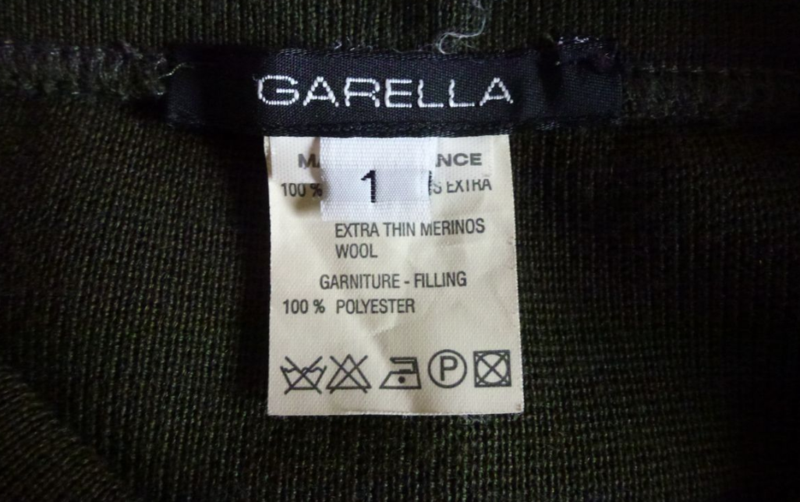 GARELLA
1
100 % EXTRA
EXTRA THIN MERINOS
WOOL
GARNITURE - FILLING
100 % POLYESTER
P